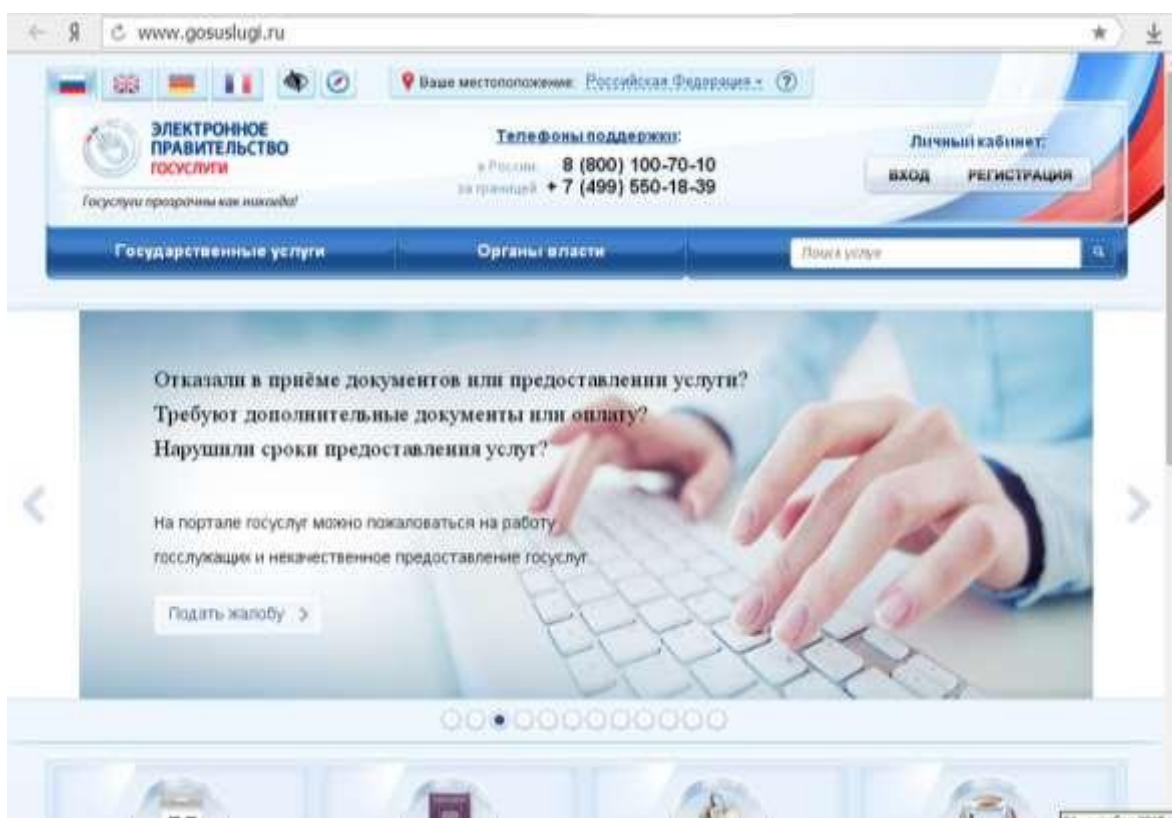 Я
www.gosuslugi.ru
Ваше местоположение: Российская Федерация
?
ЭЛЕКТРОННОЕ
ПРАВИТЕЛЬСТВО
ГОСУСЛУГИ
Госуслуги прозрачны как никогда!
Телефоны поддержки:
в России: 8 (800) 100-70-10
за границей: + 7 (499) 550-18-39
Личный кабинет:
ВХОД РЕГИСТРАЦИЯ
Государственные услуги
Органы власти
Поиск услуг
Отказали в приёме документов или предоставлении услуги?
Требуют дополнительные документы или оплату?
Нарушили сроки предоставления услуг?
На портале госуслуг можно пожаловаться на работу
госслужащих и некачественное предоставление госуслуг
Подать жалобу